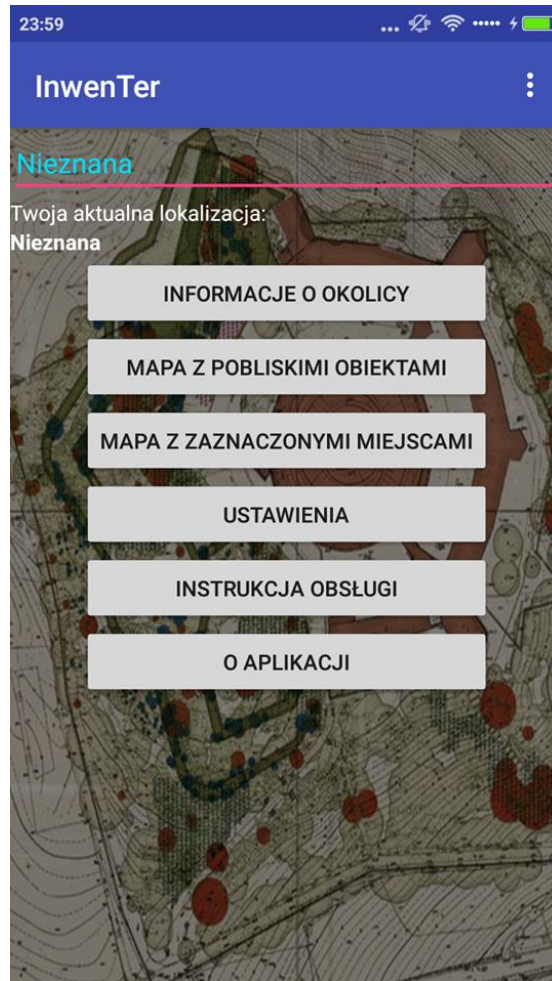 23:59
InwenTer
Nieznana
Twoja aktualna lokalizacja:
Nieznana
INFORMACJE O OKOLICY
MAPA Z POBLISKIMI OBIEKTAMI
MAPA Z ZAZNACZONYMI MIEJSCAMI
USTAWIENIA
INSTRUKCJA OBSŁUGI
O APLIKACJI